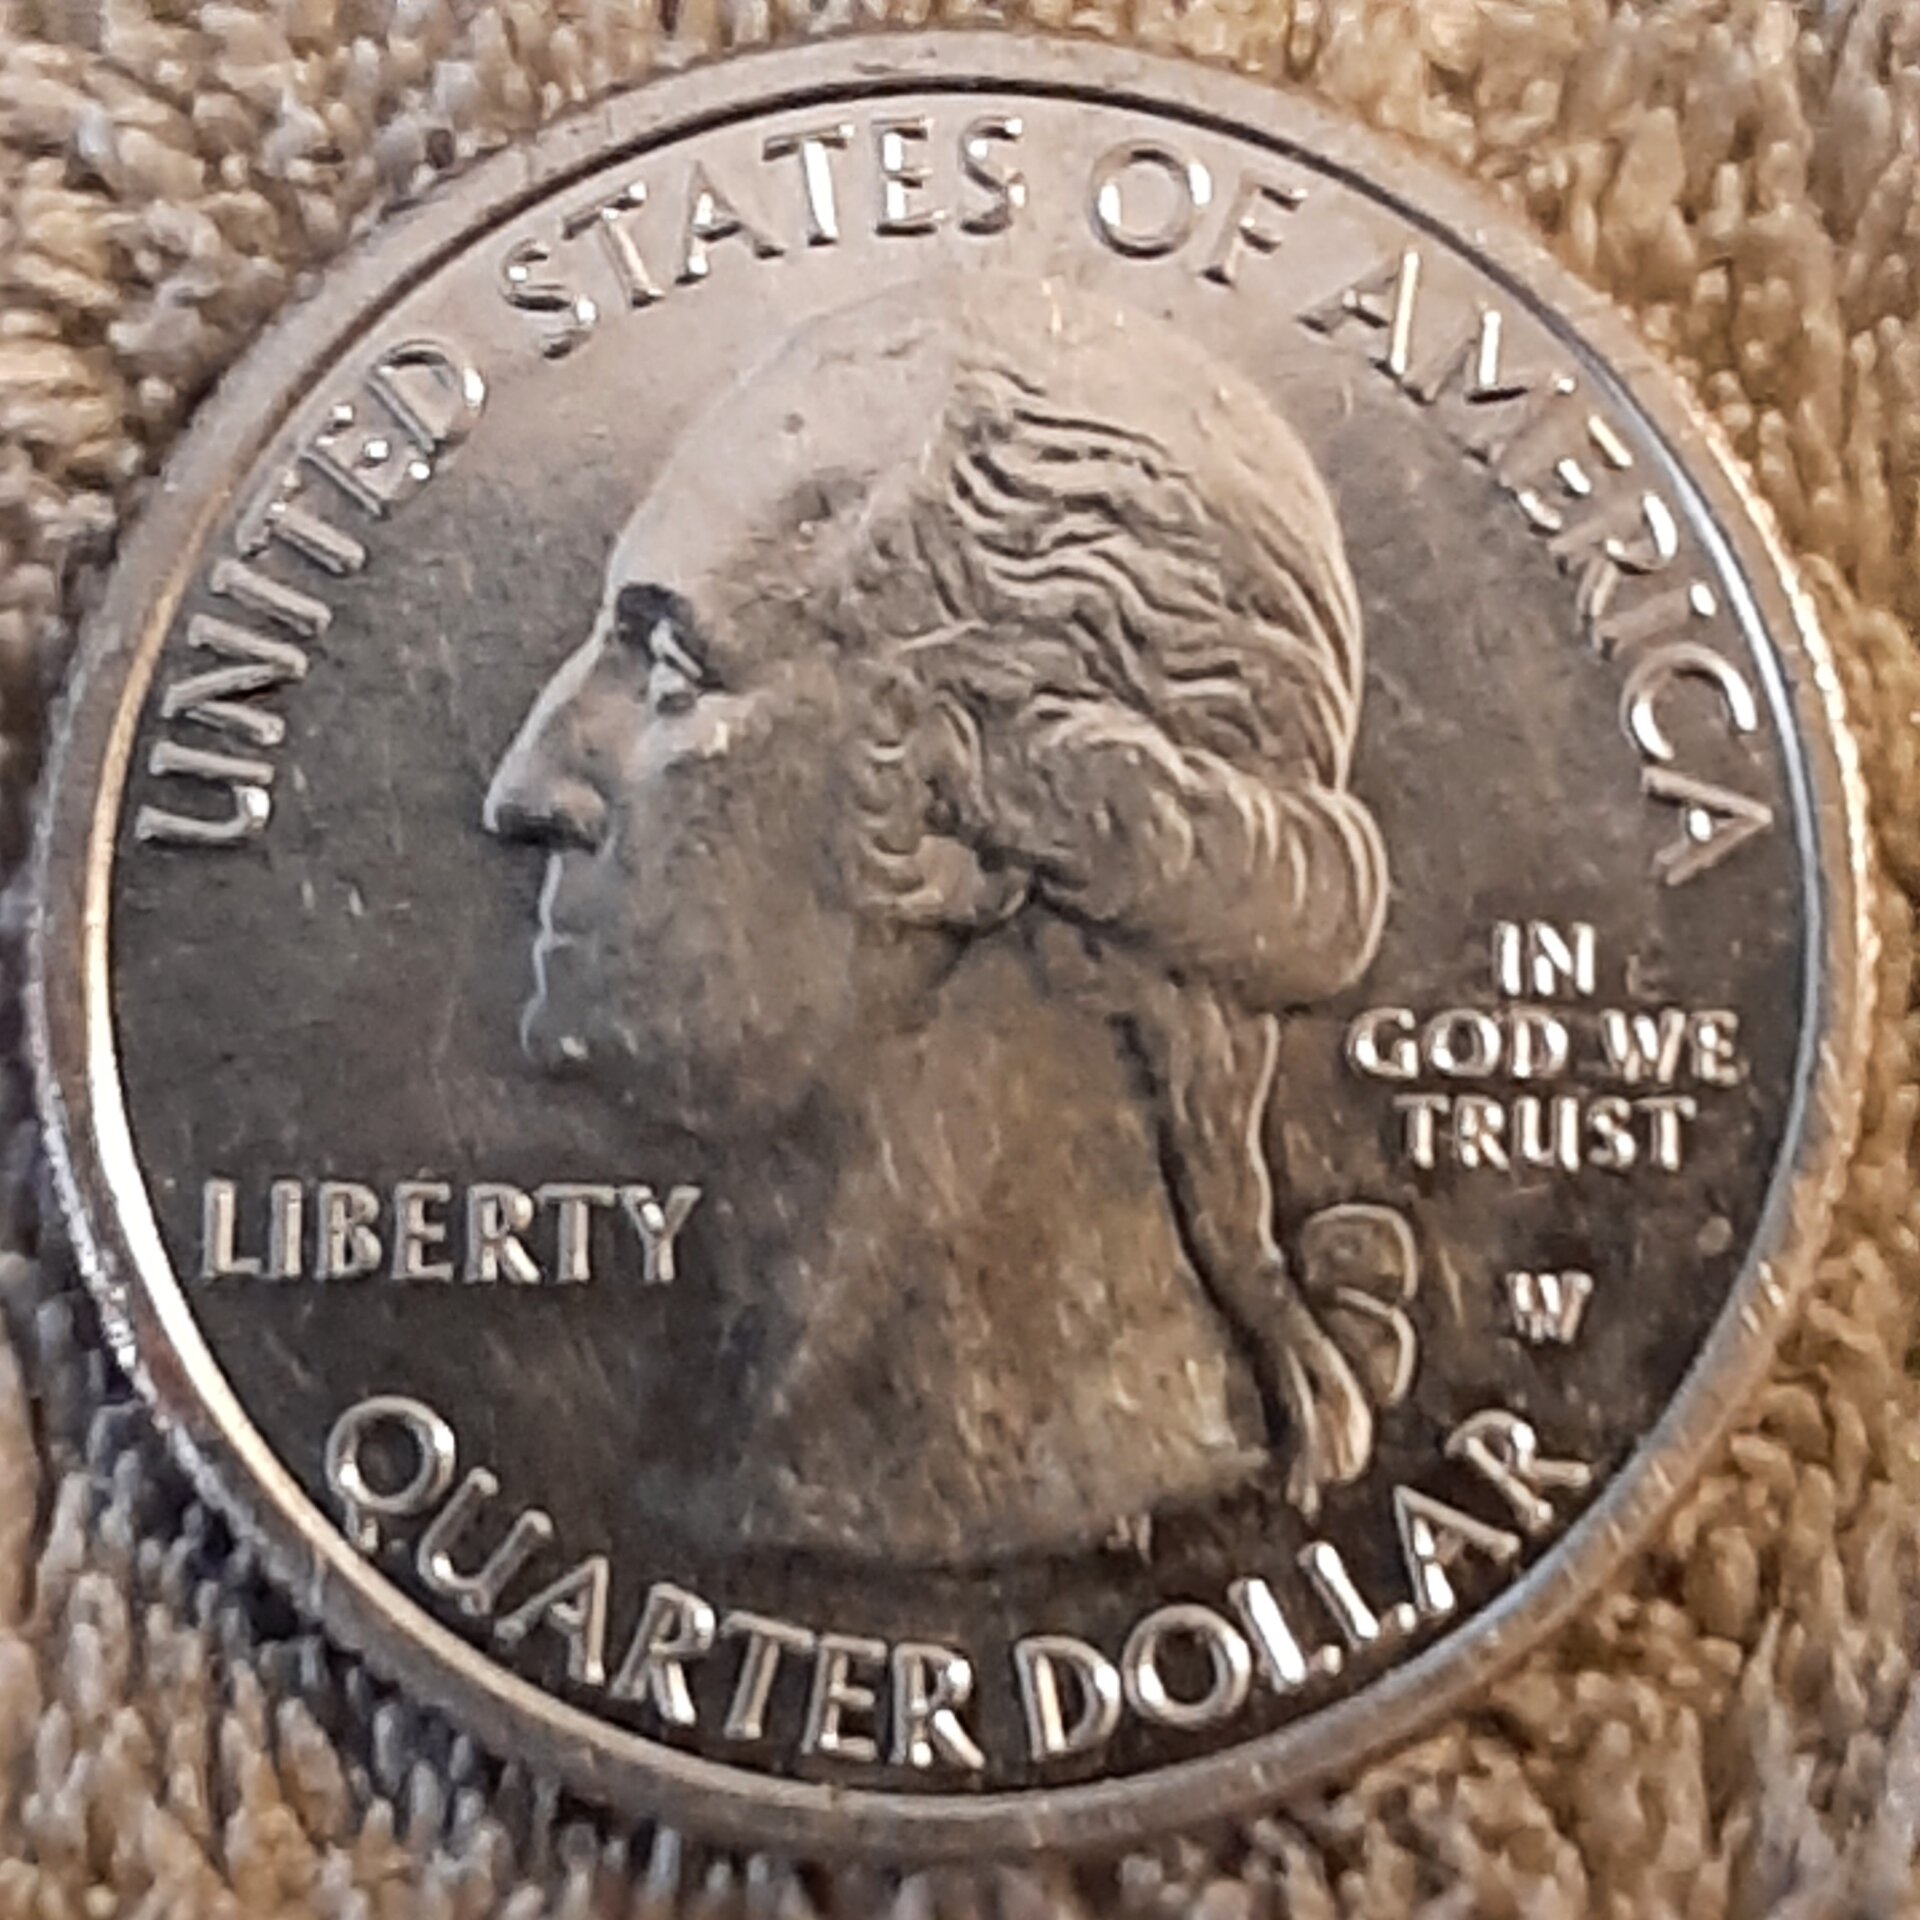 UNITED STATES OF AMERICA
LIBERTY
IN
GOD WE
TRUST
W
QUARTER DOLLAR